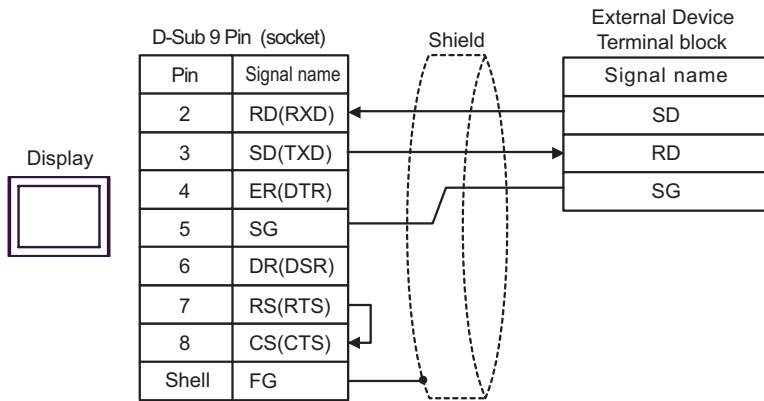 External Device
Terminal block
D-Sub 9 Pin (socket)
Shield
Pin Signal name
Signal name
2 RD(RXD)
SD
3 SD(TXD)
RD
Display
4 ER(DTR)
SG
5 SG
6 DR(DSR)
7 RS(RTS)
8 CS(CTS)
Shell FG